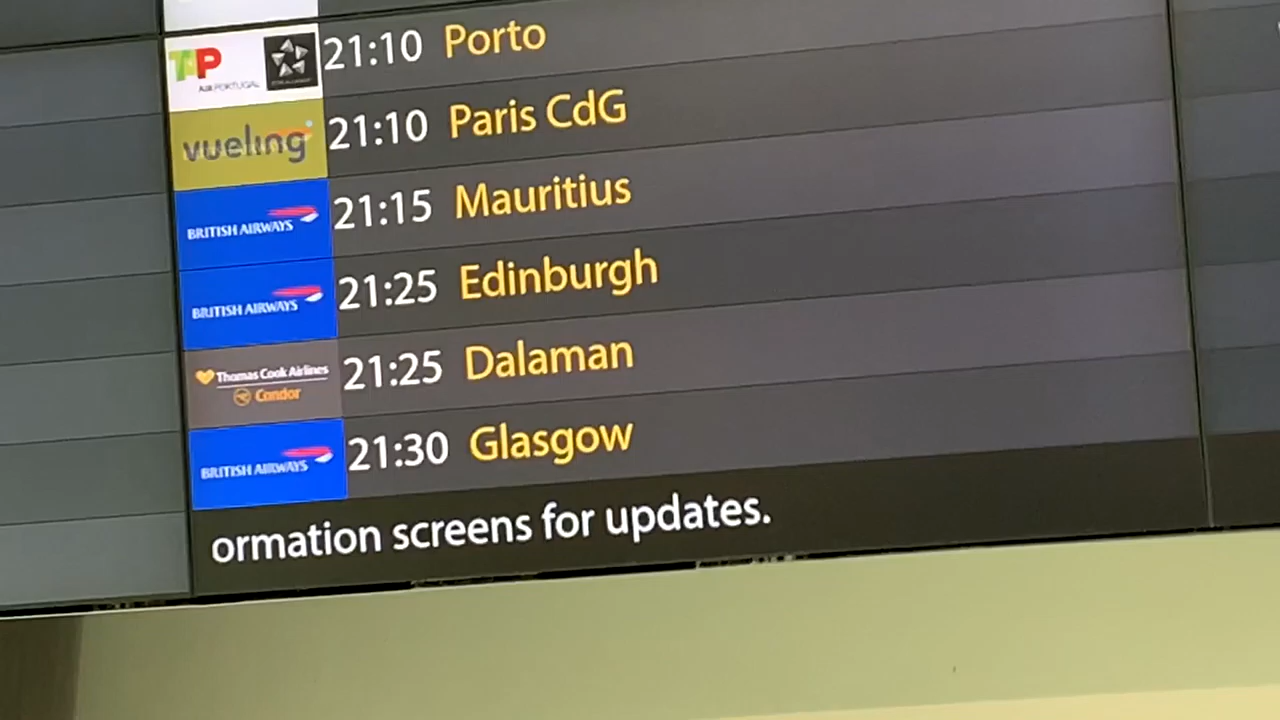 TAP AIR PORTUGAL 21:10 Porto
vueling 21:10 Paris CdG
BRITISH AIRWAYS 21:15 Mauritius
BRITISH AIRWAYS 21:25 Edinburgh
Thomas Cook Airlines Condor 21:25 Dalaman
BRITISH AIRWAYS 21:30 Glasgow
ormation screens for updates.